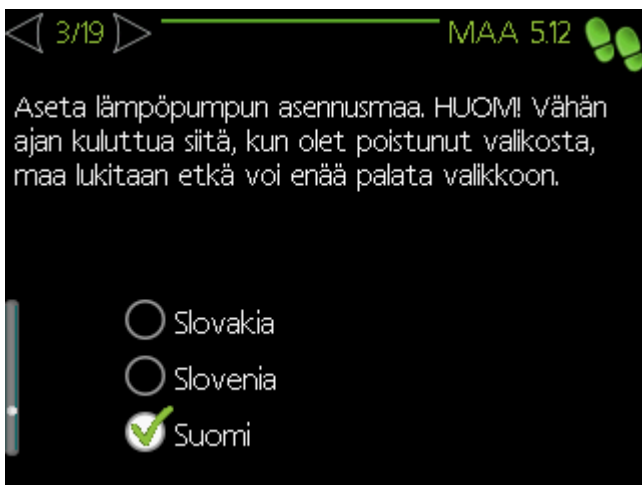 3/19
MAA 5.12
Aseta lämpöpumpun asennusmaa. HUOM! Vähän
ajan kuluttua siitä, kun olet poistunut valikosta,
maa lukitaan etkä voi enää palata valikkoon.
Slovakia
Slovenia
Suomi